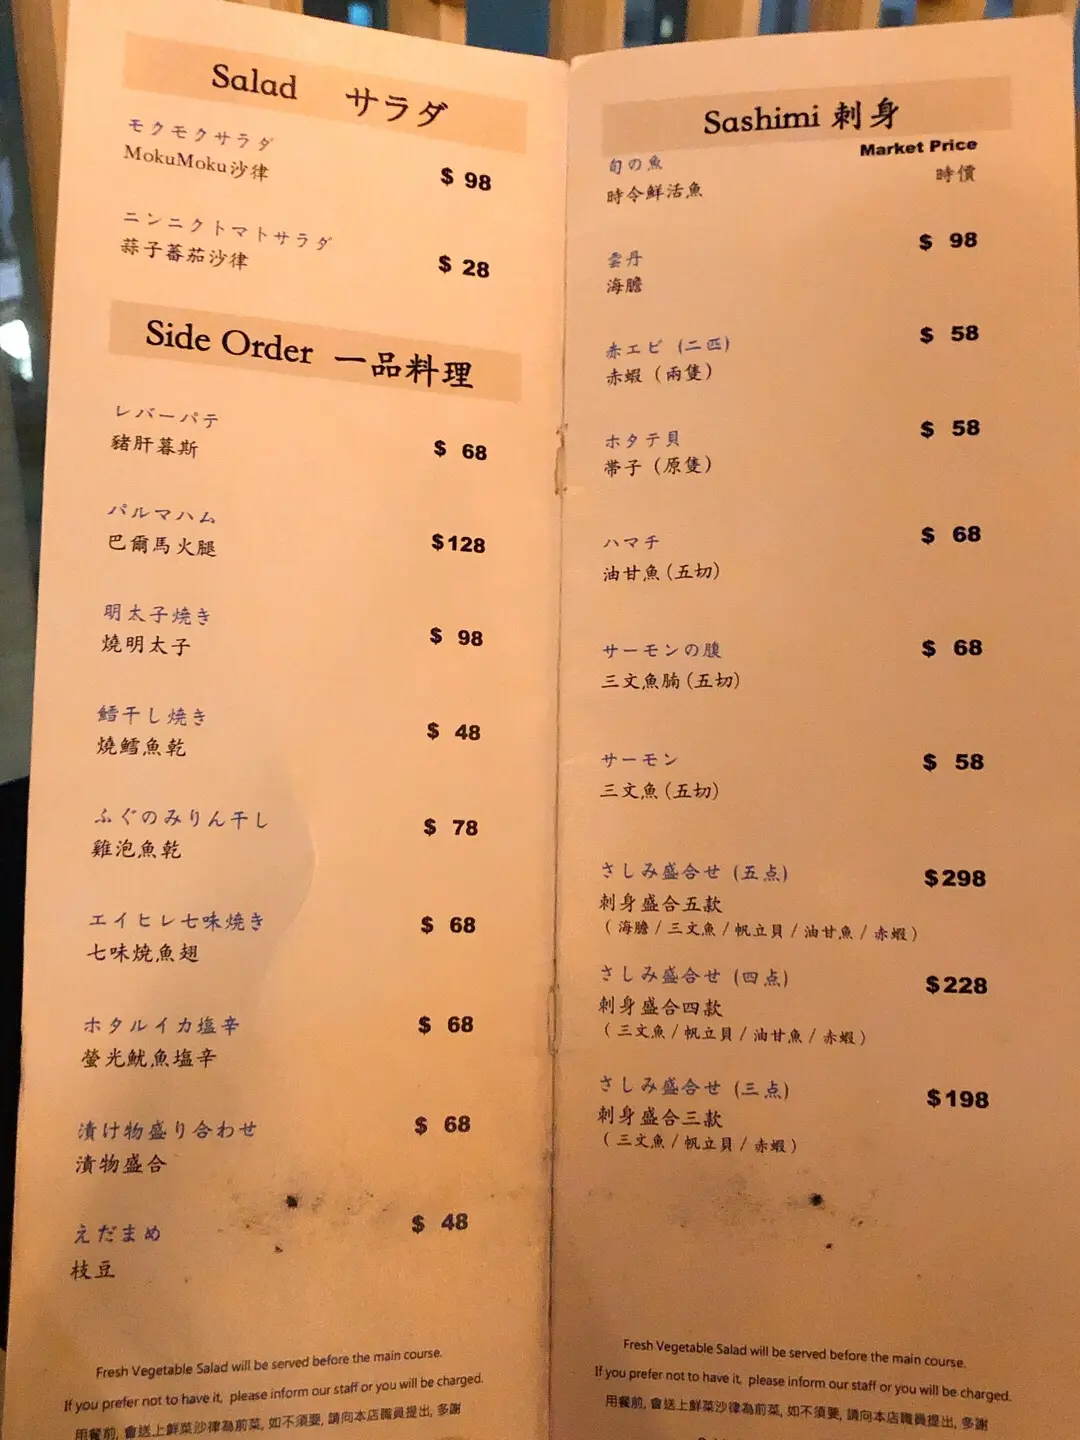 Salad サラダ
モクモクサラダ
MokuMoku沙律
$ 98
ニンニクトマトサラダ
蒜子蕃茄沙律
$ 28
Side Order 一品料理
レバーパテ
豬肝暮斯
$ 68
パルマハム
巴爾馬火腿
$128
明太子焼き
燒明太子
$ 98
鱈干し焼き
燒鱈魚乾
$ 48
ふぐのみりん干し
雞泡魚乾
$ 78
エイヒレ七味焼き
七味焼魚翅
$ 68
ホタルイカ塩辛
螢光魷魚塩辛
$ 68
漬け物盛り合わせ
漬物盛合
$ 68
えだまめ
枝豆
$ 48
Fresh Vegetable Salad will be served before the main course.
If you prefer not to have it, please inform our staff or you will be charged.
用餐前, 會送上鮮菜沙律為前菜, 如不須要, 請向本店職員提出, 多謝
Sashimi 刺身
Market Price
旬の魚
時價
時令鮮活魚
雲丹
海膽
$ 98
赤エビ (二匹)
赤蝦 (兩隻)
$ 58
ホタテ貝
帯子 (原隻)
$ 58
ハマチ
油甘魚(五切)
$ 68
サーモンの腹
三文魚腩(五切)
$ 68
サーモン
三文魚(五切)
$ 58
さしみ盛合せ (五点)
刺身盛合五款
(海膽/三文魚/帆立貝/油甘魚/赤蝦)
$298
さしみ盛合せ (四点)
刺身盛合四款
(三文魚/帆立貝/油甘魚/赤蝦)
$228
さしみ盛合せ (三点)
刺身盛合三款
(三文魚/帆立貝/赤蝦)
$198
Fresh Vegetable Salad will be served before the main course.
If you prefer not to have it, please inform our staff or you will be charged.
用餐前, 會送上鮮菜沙律為前菜, 如不須要, 請向本店職員提出, 多謝